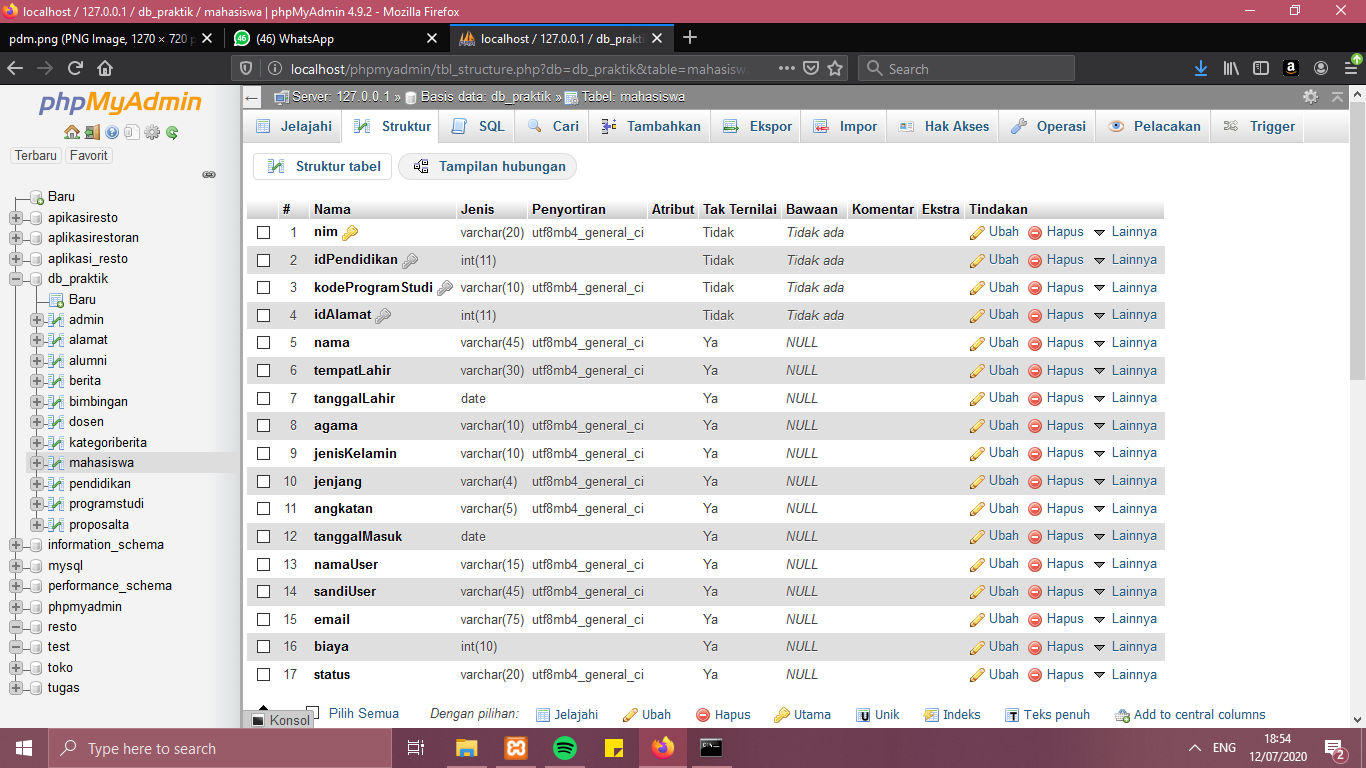 localhost / 127.0.0.1 / db_praktik / mahasiswa | phpMyAdmin 4.9.2 - Mozilla Firefox
pdm.png (PNG Image, 1270 × 720 p
(46) WhatsApp
localhost / 127.0.0.1 / db_prakt
localhost/phpmyadmin/tbl_structure.php?db=db_praktik&table=mahasisw
Search
phpMyAdmin
Terbaru Favorit
Baru
apikasiresto
aplikasirestoran
aplikasi_resto
db_praktik
Baru
admin
alamat
alumni
berita
bimbingan
dosen
kategoriberita
mahasiswa
pendidikan
programstudi
proposalta
information_schema
mysql
performance_schema
phpmyadmin
resto
test
toko
tugas
Server: 127.0.0.1 » Basis data: db_praktik » Tabel: mahasiswa
Jelajahi Struktur SQL Cari Tambahkan Ekspor Impor Hak Akses Operasi Pelacakan Trigger
Struktur tabel Tampilan hubungan
# Nama Jenis Penyortiran Atribut Tak Ternilai Bawaan Komentar Ekstra Tindakan
1 nim varchar(20) utf8mb4_general_ci Tidak Tidak ada Ubah Hapus Lainnya
2 idPendidikan int(11) Tidak Tidak ada Ubah Hapus Lainnya
3 kodeProgramStudi varchar(10) utf8mb4_general_ci Tidak Tidak ada Ubah Hapus Lainnya
4 idAlamat int(11) Tidak Tidak ada Ubah Hapus Lainnya
5 nama varchar(45) utf8mb4_general_ci Ya NULL Ubah Hapus Lainnya
6 tempatLahir varchar(30) utf8mb4_general_ci Ya NULL Ubah Hapus Lainnya
7 tanggalLahir date Ya NULL Ubah Hapus Lainnya
8 agama varchar(10) utf8mb4_general_ci Ya NULL Ubah Hapus Lainnya
9 jenisKelamin varchar(10) utf8mb4_general_ci Ya NULL Ubah Hapus Lainnya
10 jenjang varchar(4) utf8mb4_general_ci Ya NULL Ubah Hapus Lainnya
11 angkatan varchar(5) utf8mb4_general_ci Ya NULL Ubah Hapus Lainnya
12 tanggalMasuk date Ya NULL Ubah Hapus Lainnya
13 namaUser varchar(15) utf8mb4_general_ci Ya NULL Ubah Hapus Lainnya
14 sandiUser varchar(45) utf8mb4_general_ci Ya NULL Ubah Hapus Lainnya
15 email varchar(75) utf8mb4_general_ci Ya NULL Ubah Hapus Lainnya
16 biaya int(10) Ya NULL Ubah Hapus Lainnya
17 status varchar(20) utf8mb4_general_ci Ya NULL Ubah Hapus Lainnya
Pilih Semua Dengan pilihan: Jelajahi Ubah Hapus Utama Unik Indeks Teks penuh Add to central columns
Konsol
Type here to search
ENG
18:54
12/07/2020
2